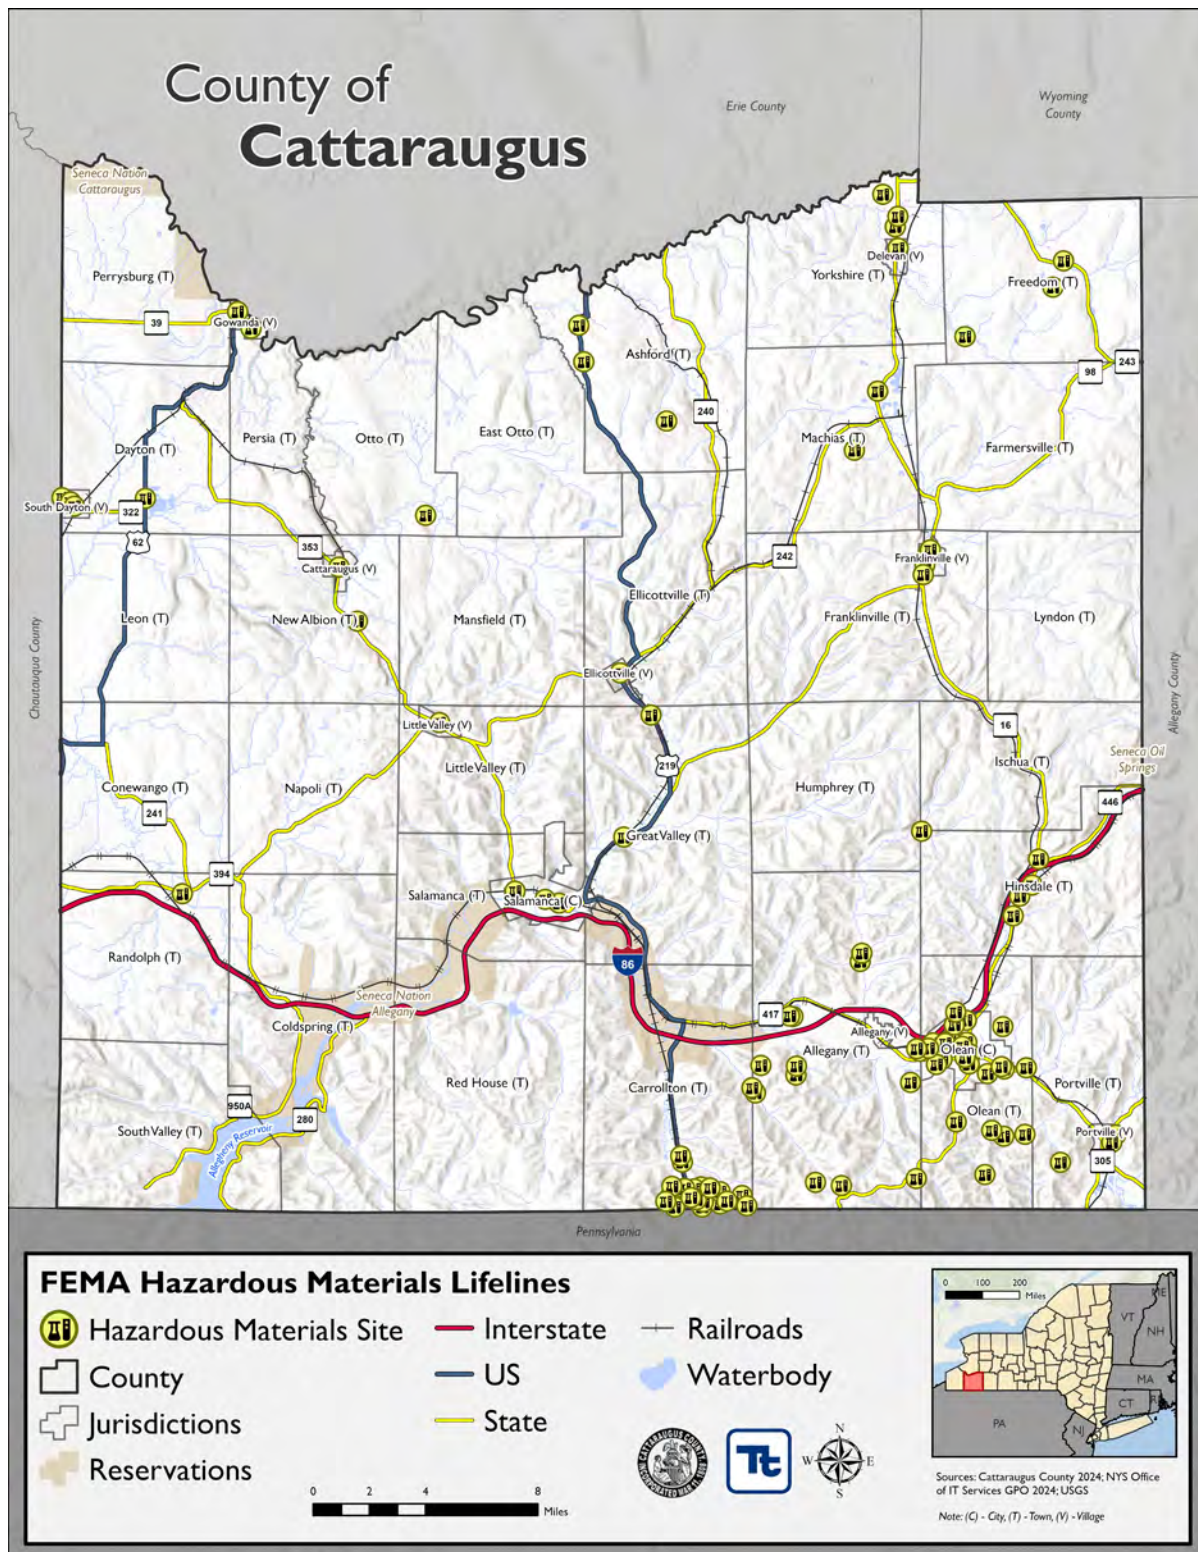 County of
Cattaraugus
Erie County
Wyoming
County
Seneca Nation
Cattaraugus
Delevan (V)
Yorkshire (T)
Freedom (T)
Perrysburg (T)
39
Gowanda (V)
Ashford (T)
98
243
240
Dayton (T)
Persia (T)
Otto (T)
East Otto (T)
Machias (T)
Farmersville (T)
South Dayton (V)
322
62
353
Cattaraugus (V)
242
Franklinville (V)
Leon (T)
New Albion (T)
Mansfield (T)
Ellicottville (T)
Franklinville (T)
Lyndon (T)
Chautauqua County
Allegany County
Ellicottville (V)
Little Valley (V)
16
Seneca Oil
Springs
Conewango (T)
241
Napoli (T)
Little Valley (T)
219
Humphrey (T)
Ischua (T)
446
Great Valley (T)
394
Salamanca (T)
Salamanca (C)
Hinsdale (T)
Randolph (T)
86
Seneca Nation
Allegany
Coldspring (T)
417
Allegany (V)
Allegany (T)
Olean (C)
Red House (T)
Carrollton (T)
Portville (T)
950A
280
South Valley (T)
Allegheny Reservoir
Olean (T)
Portville (V)
305
Pennsylvania
FEMA Hazardous Materials Lifelines
Hazardous Materials Site
County
Jurisdictions
Reservations
Interstate
US
State
Railroads
Waterbody
0 2 4 8
Miles
CATTARAUGUS COUNTY
Tt
N
W E
S
0 100 200
Miles
ME
VT
NH
MA
CT
PA
NJ
Sources: Cattaraugus County 2024; NYS Office
of IT Services GPO 2024; USGS
Note: (C) - City, (T) - Town, (V) - Village